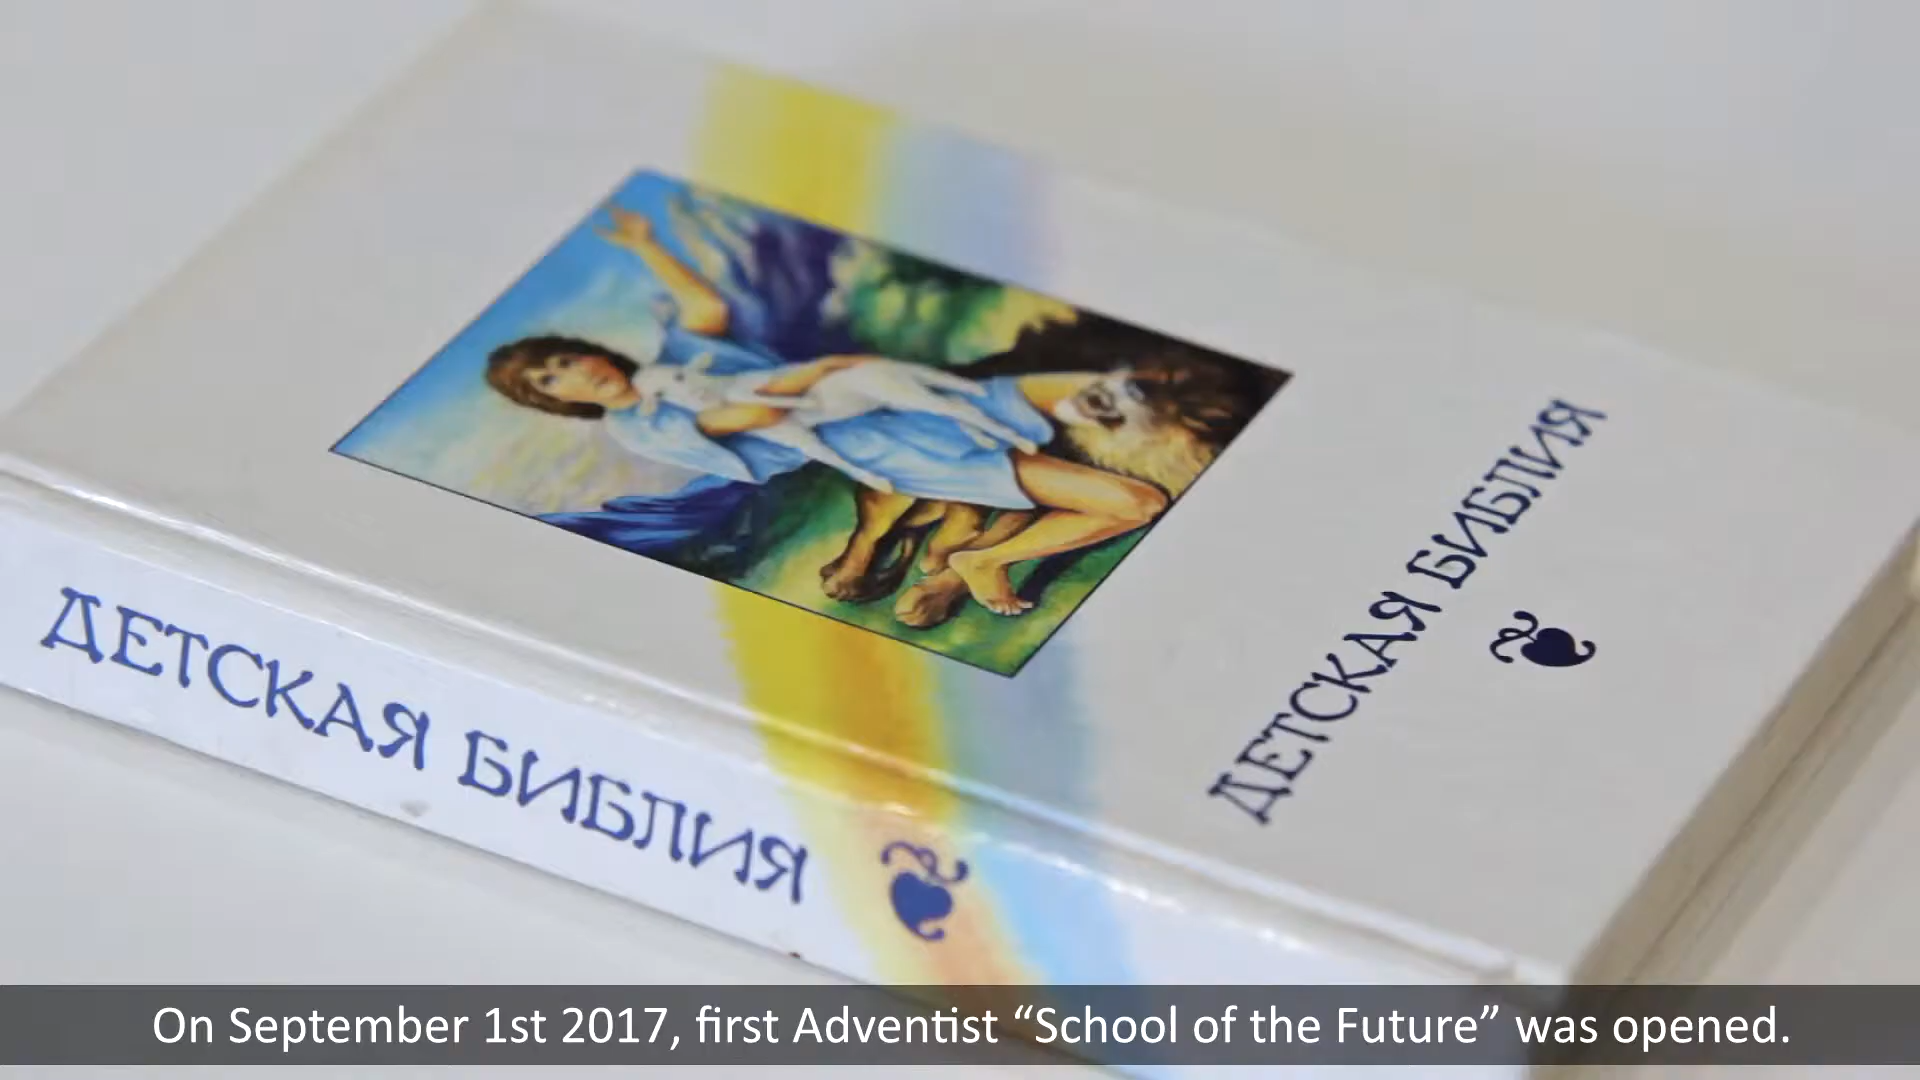 ДЕТСКАЯ БИБЛИЯ
ДЕТСКАЯ БИБЛИЯ
On September 1st 2017, first Adventist “School of the Future” was opened.